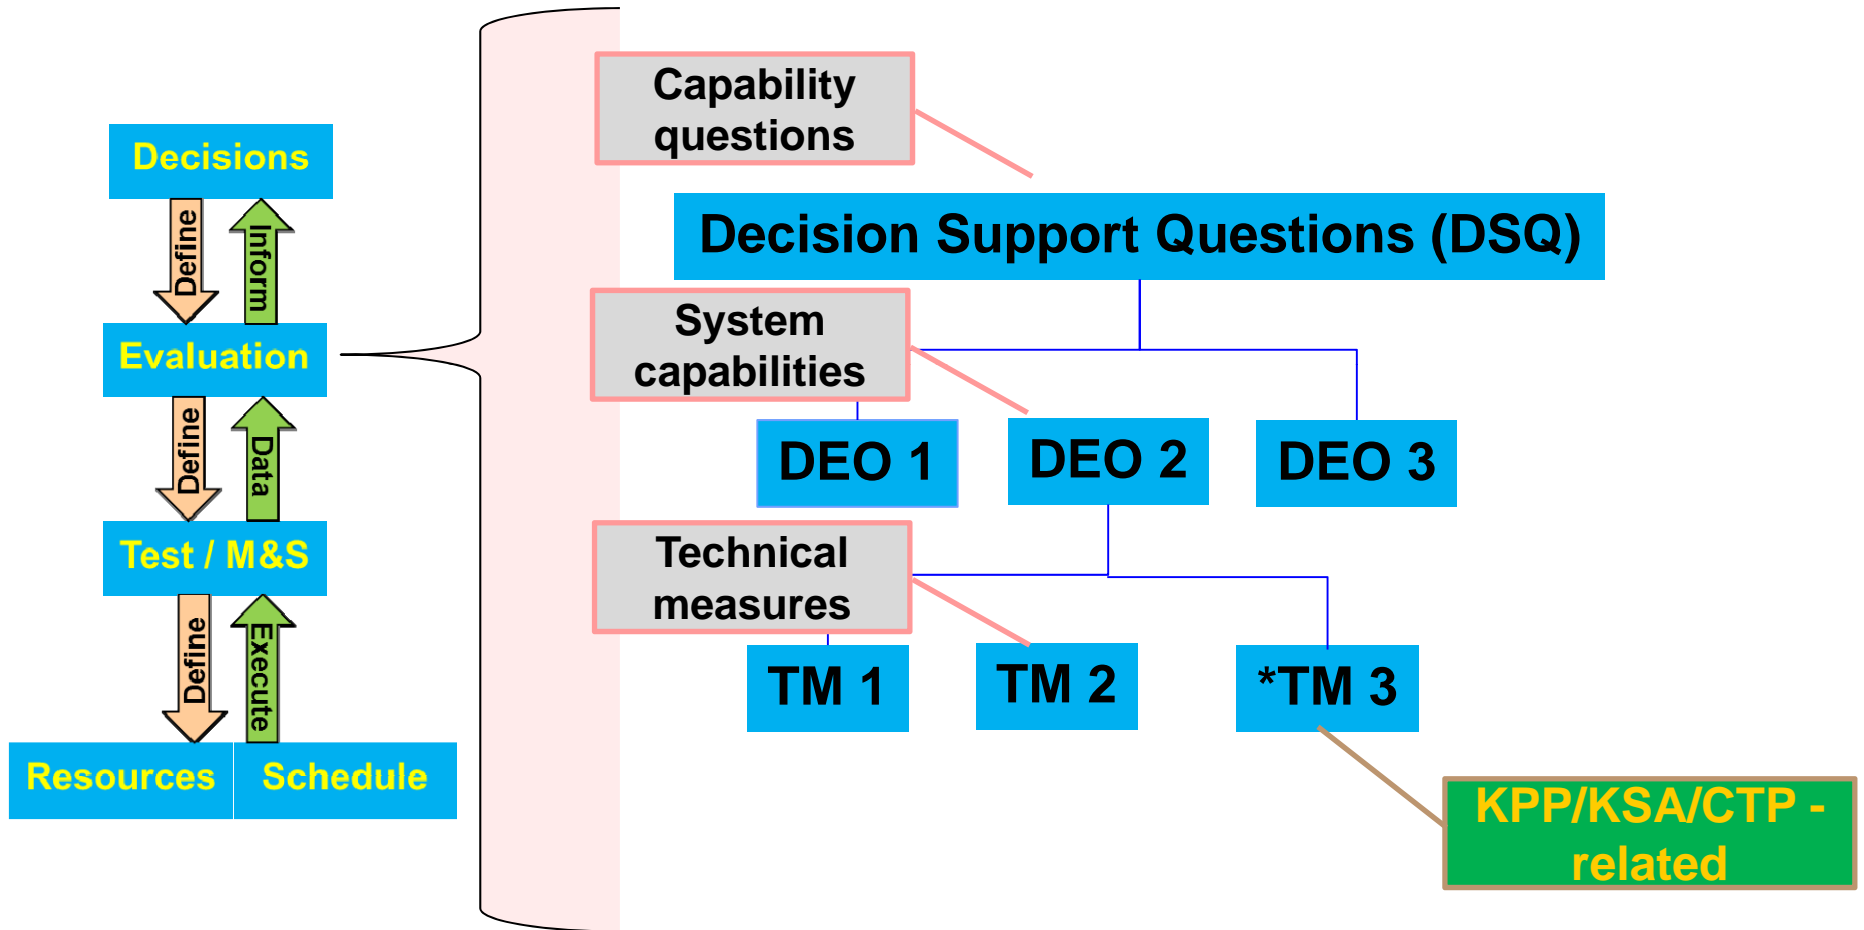 Decisions
Define
Inform
Evaluation
Define
Data
Test / M&S
Define
Execute
Resources
Schedule
Capability
questions
Decision Support Questions (DSQ)
System
capabilities
DEO 1
DEO 2
DEO 3
Technical
measures
TM 1
TM 2
*TM 3
KPP/KSA/CTP -
related